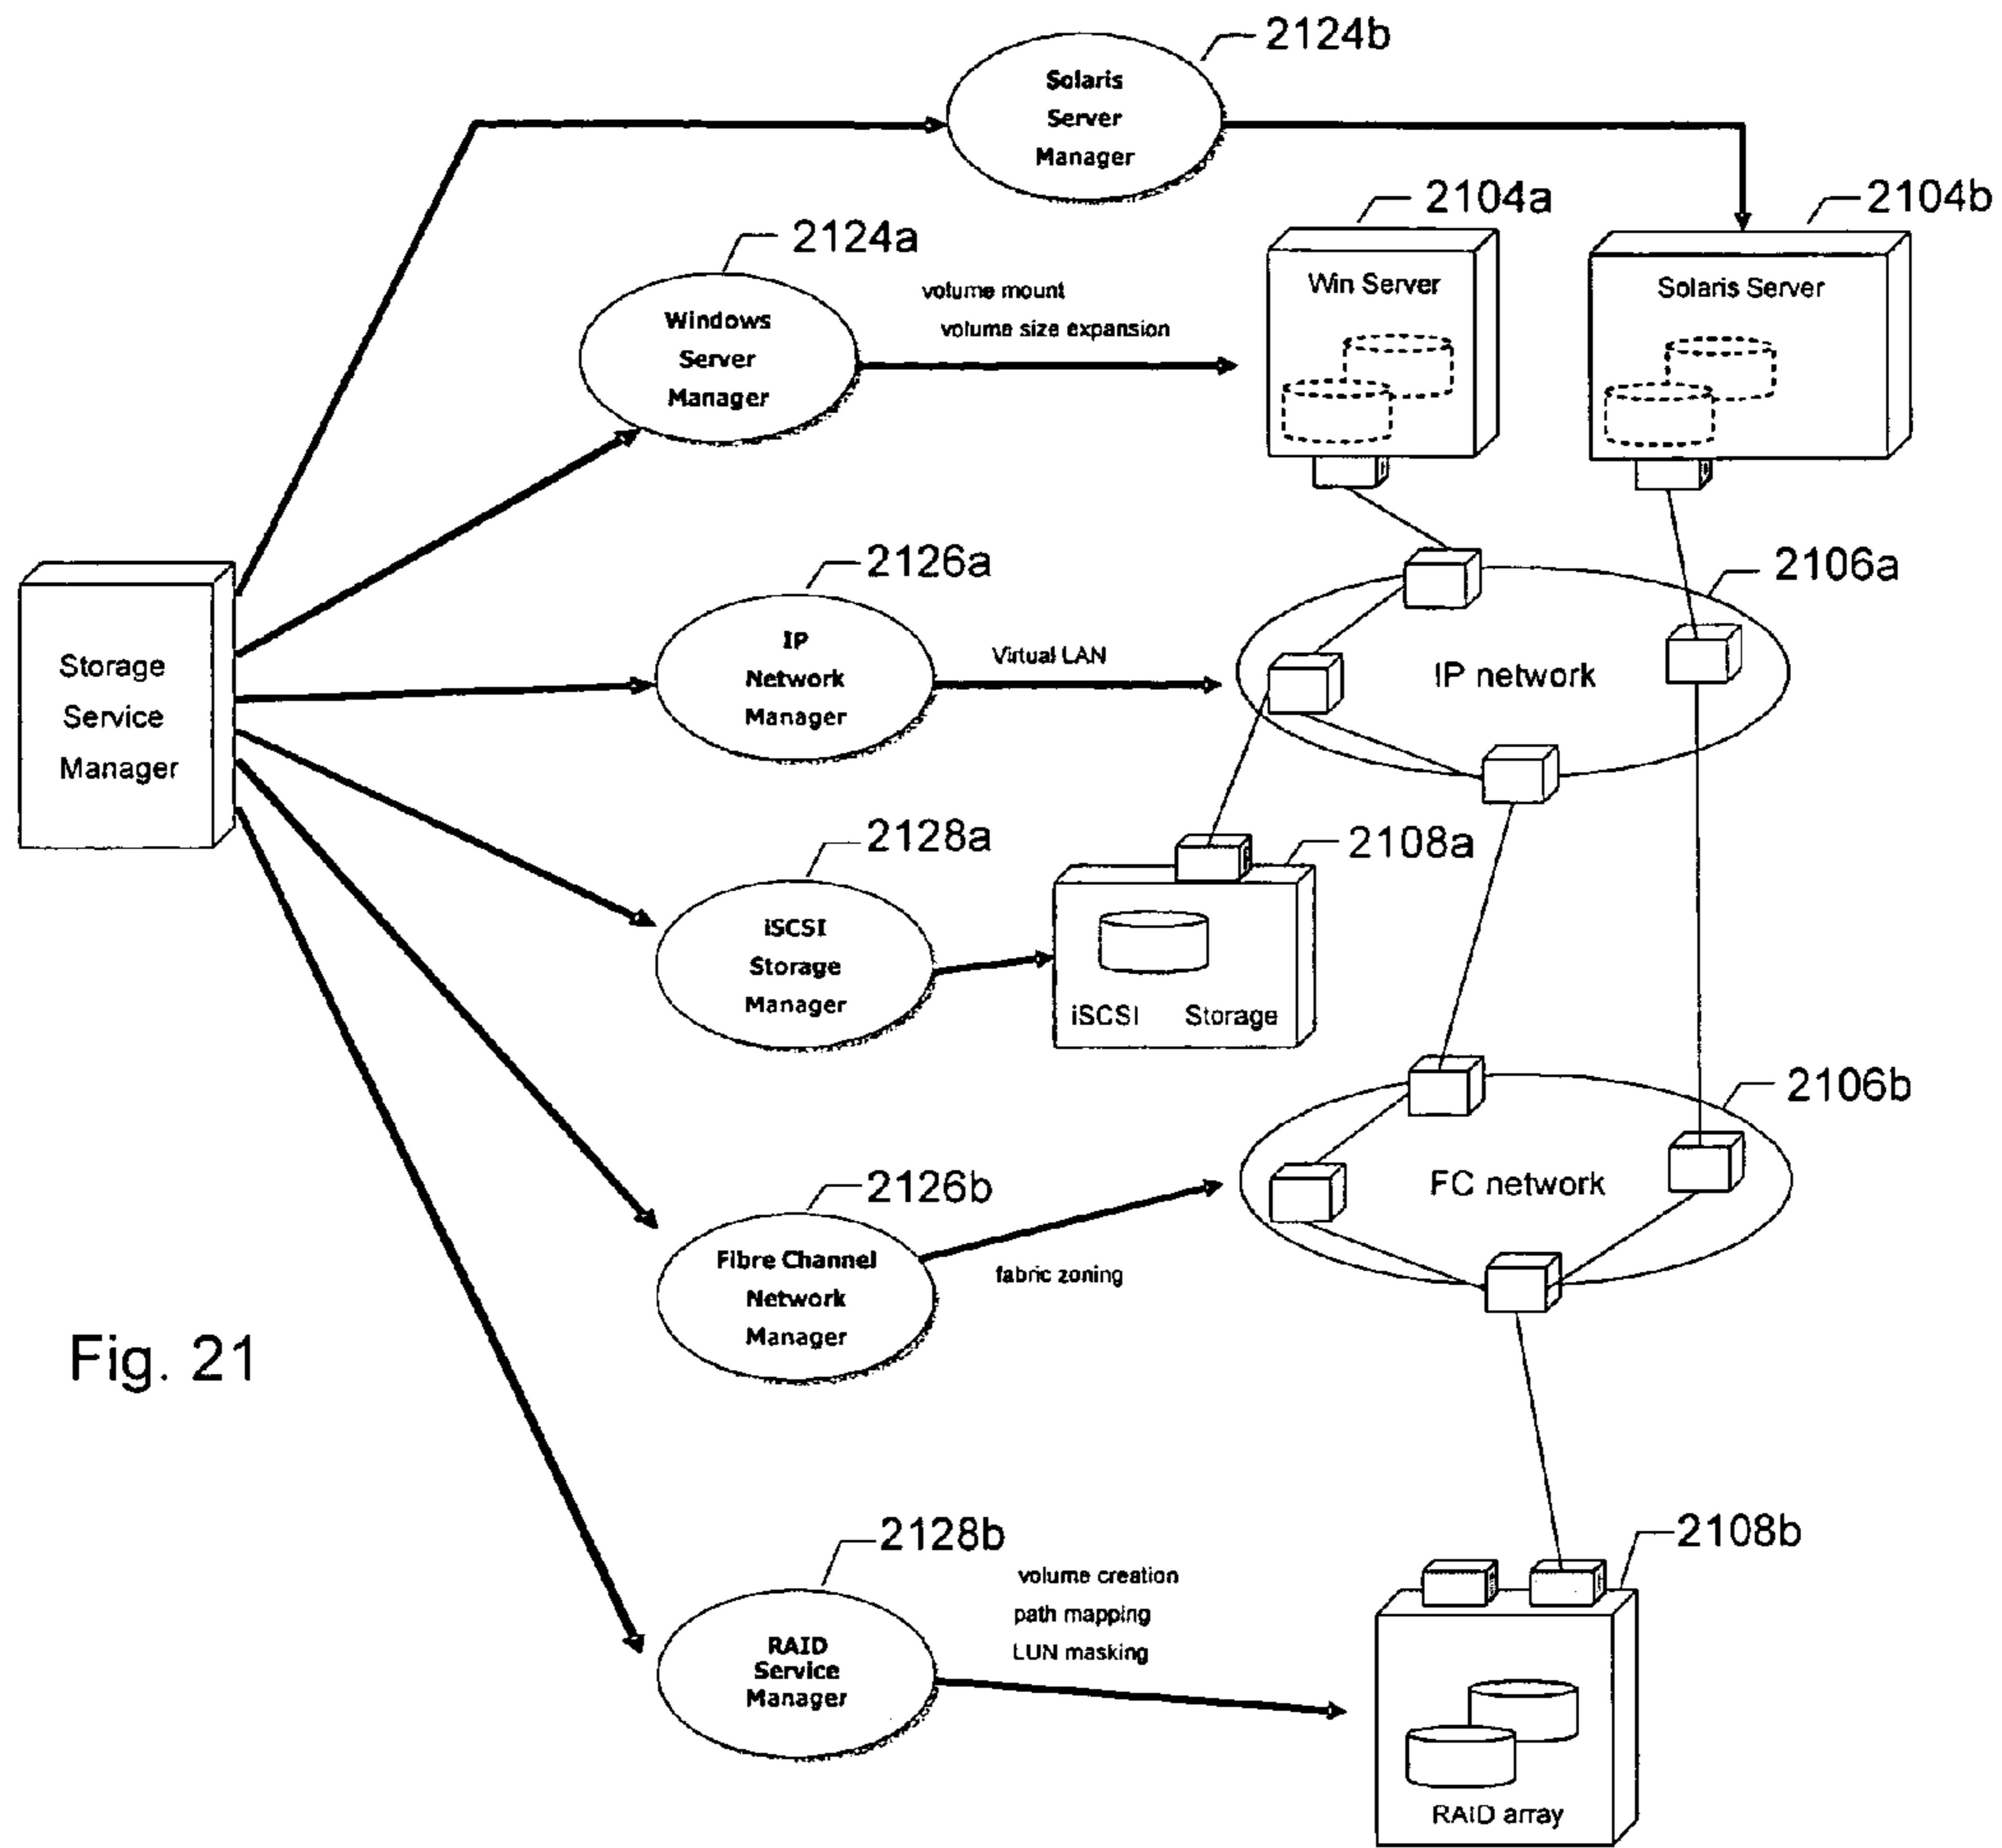 2124b
Solaris
Server
Manager
2104a
2104b
2124a
Win Server
Solaris Server
volume mount
volume size expansion
Windows
Server
Manager
2126a
2106a
IP
Network
Manager
Virtual LAN
IP network
Storage
Service
Manager
2128a
2108a
iSCSI
Storage
Manager
iSCSI Storage
2106b
2126b
FC network
Fibre Channel
Network
Manager
fabric zoning
Fig. 21
2128b
2108b
volume creation
path mapping
LUN masking
RAID
Service
Manager
RAID array